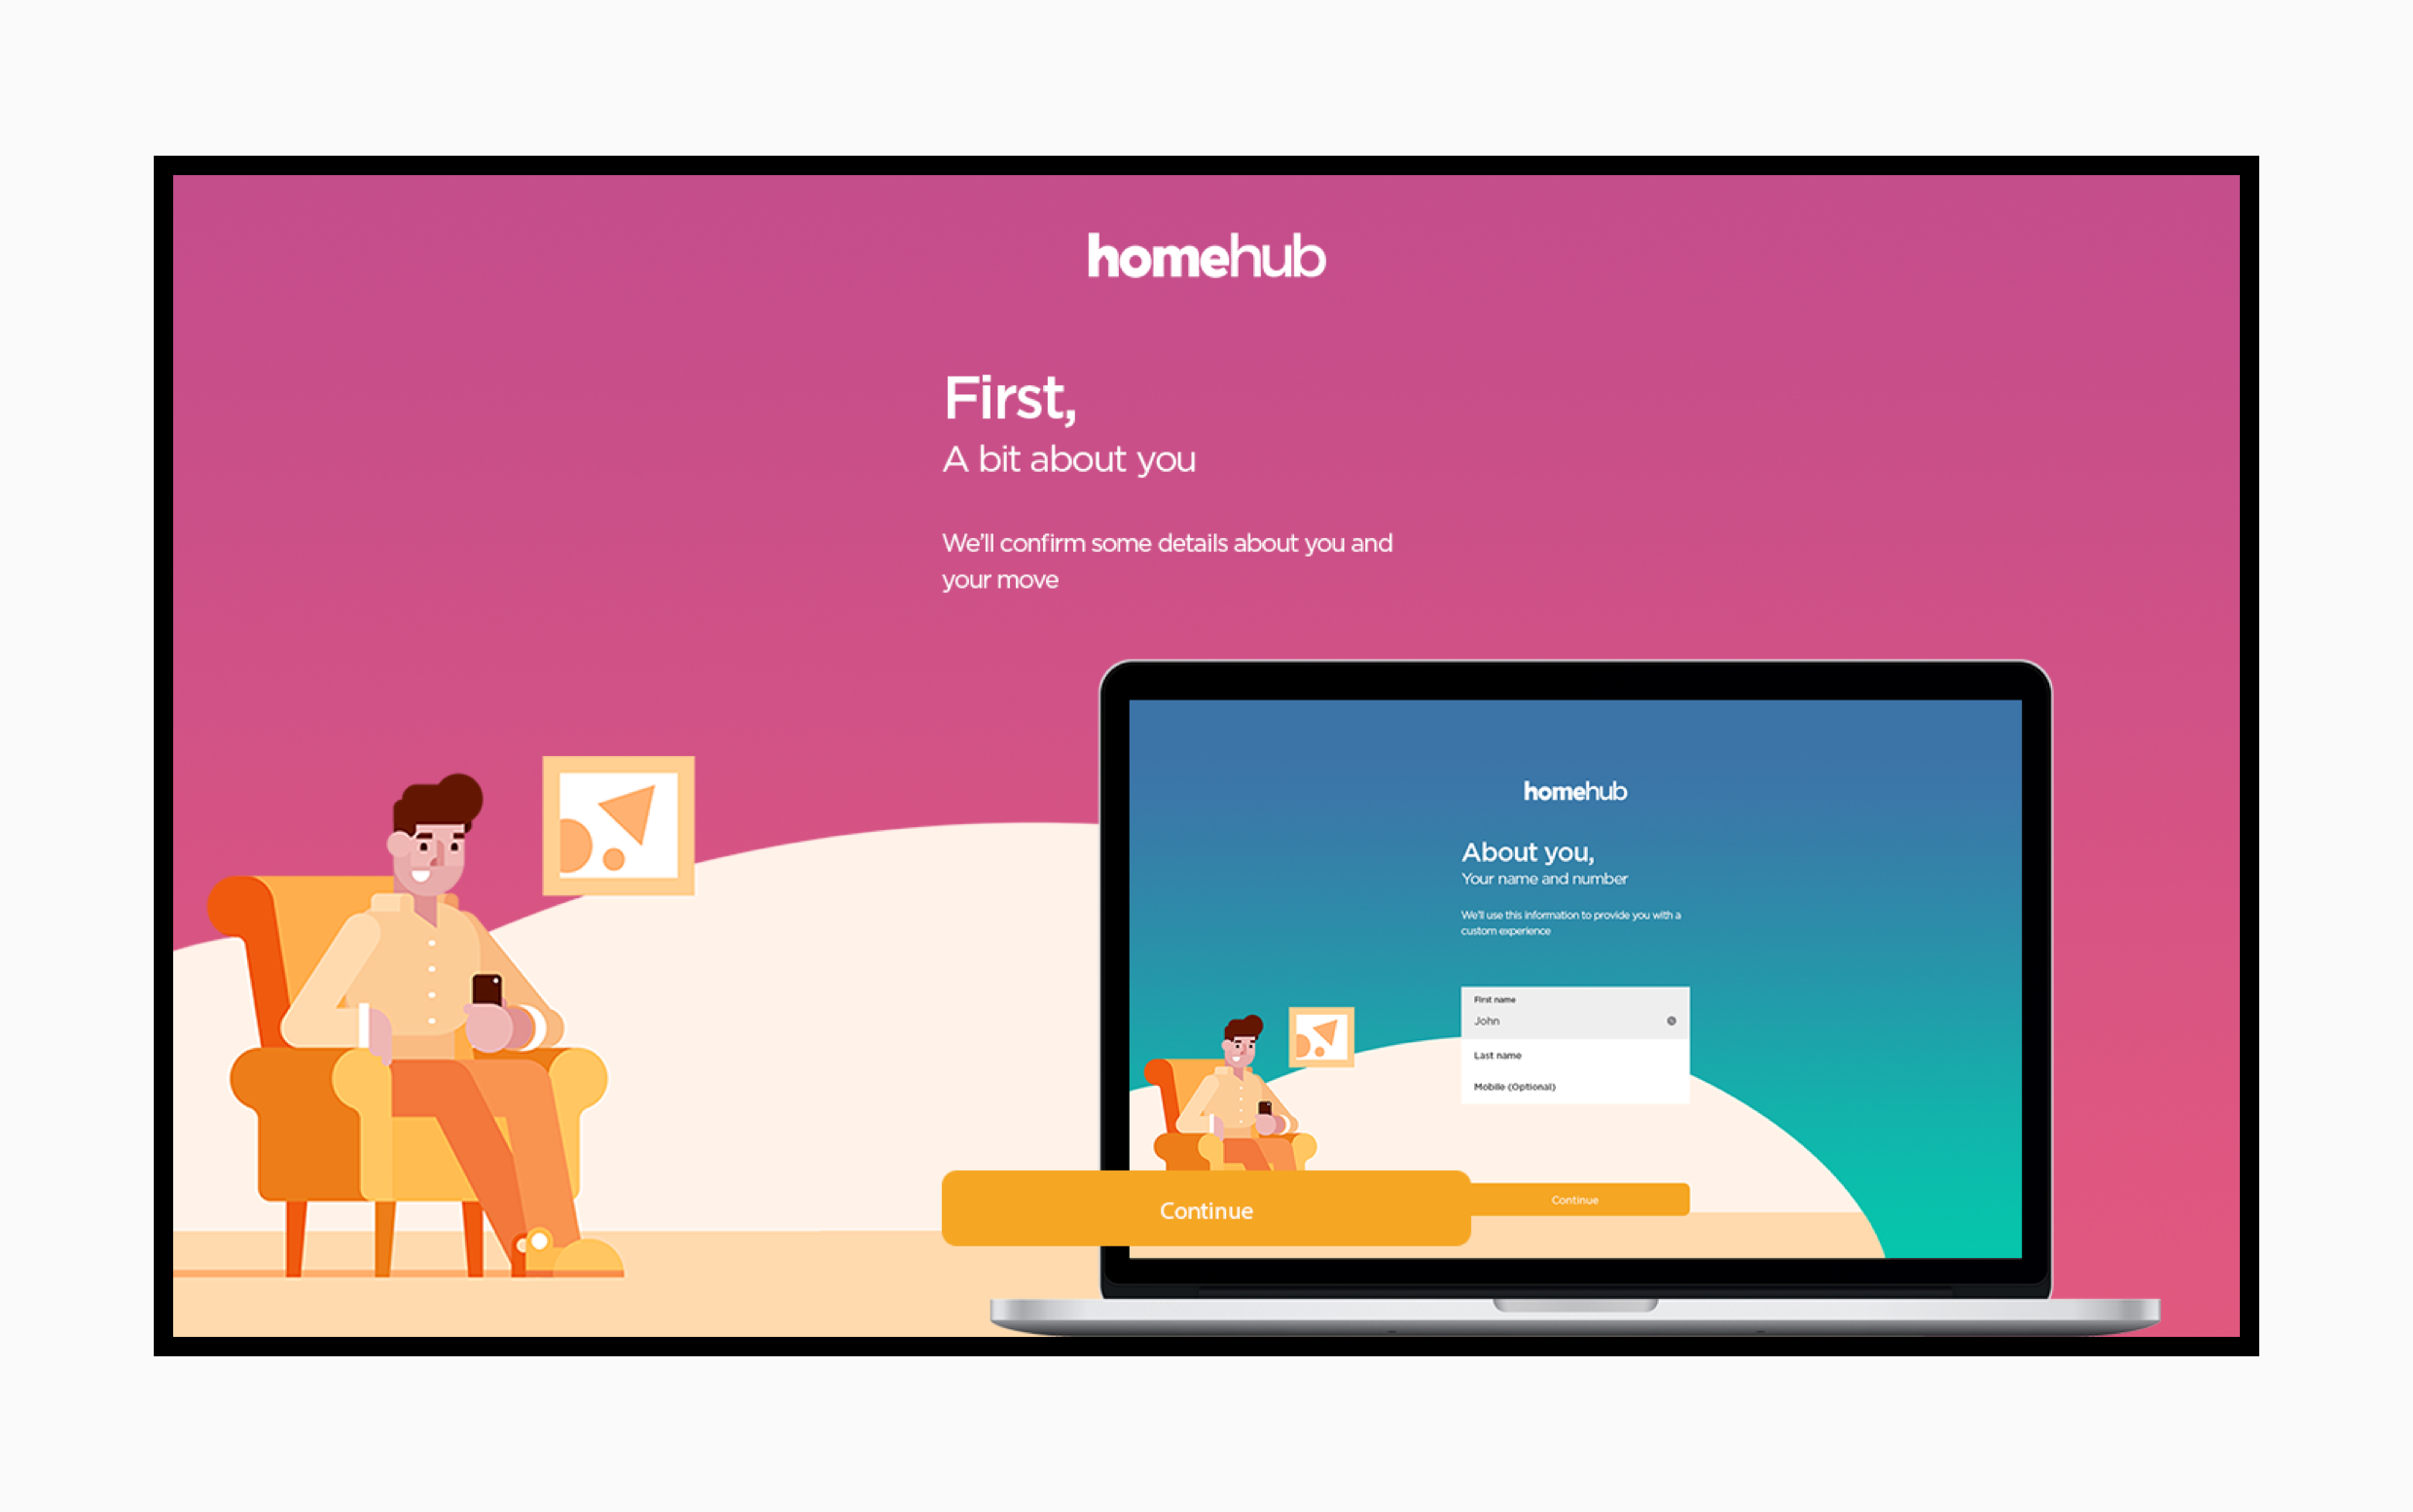 homehub
First,
A bit about you
We'll confirm some details about you and
your move
Continue
homehub
About you,
Your name and number
We'll use this information to provide you with a
custom experience
First name
John
Last name
Mobile (Optional)
Continue